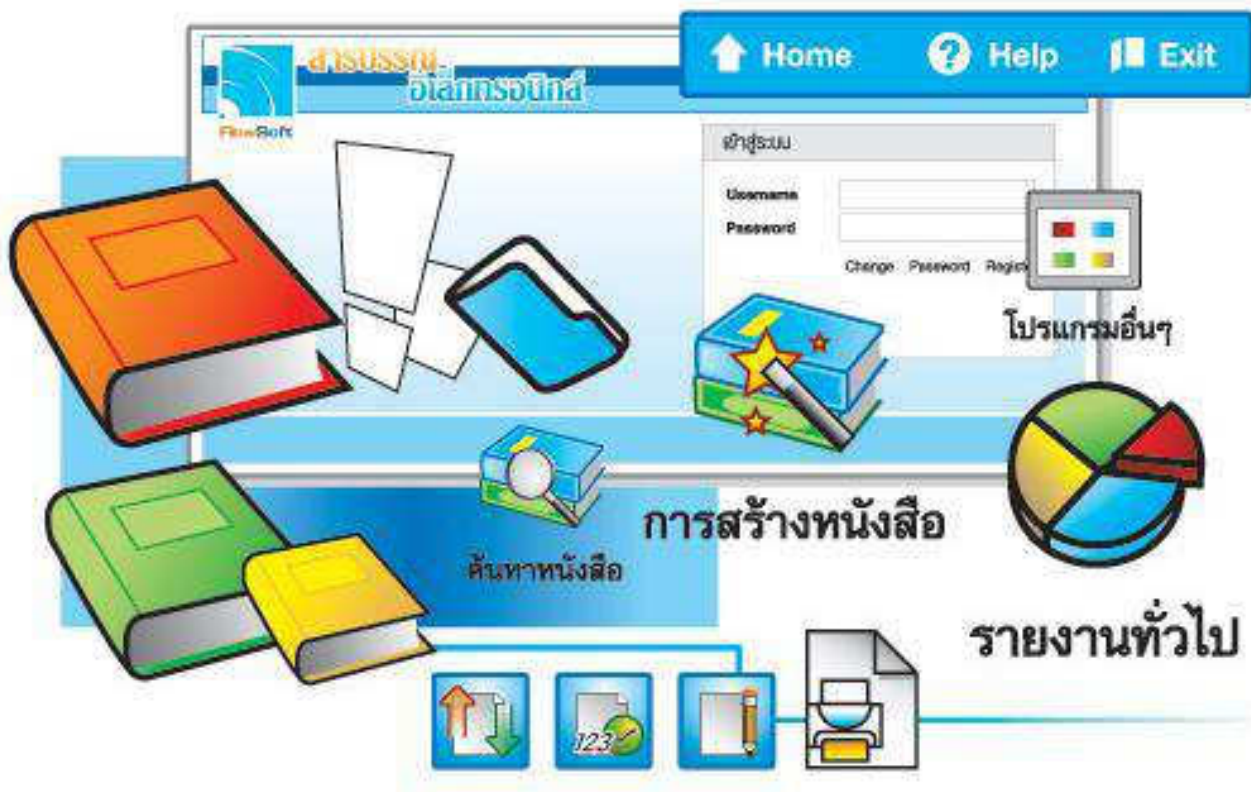 สารบรรณ
อิเล็กทรอนิกส์
FlowSoft
Home Help Exit
เข้าสู่ระบบ
Username
Password
Change Password
โปรแกรมอื่นๆ
การสร้างหนังสือ
ค้นหาหนังสือ
รายงานทั่วไป
123